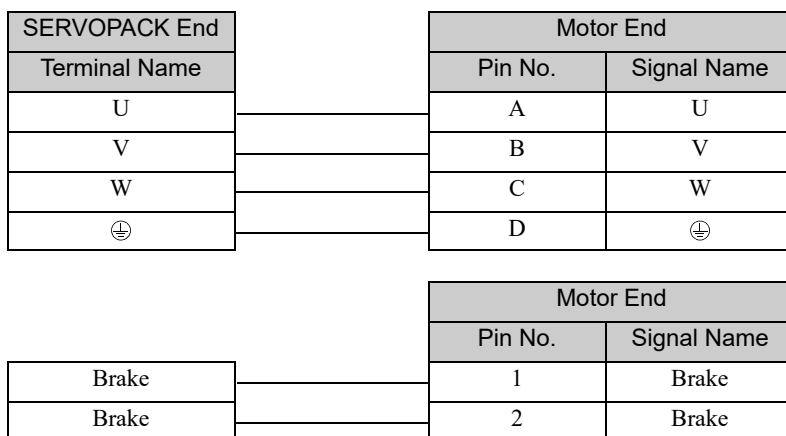 SERVOPACK End Motor End
Terminal Name Pin No. Signal Name
U A U
V B V
W C W
⏚ D ⏚
Motor End
Pin No. Signal Name
Brake 1 Brake
Brake 2 Brake